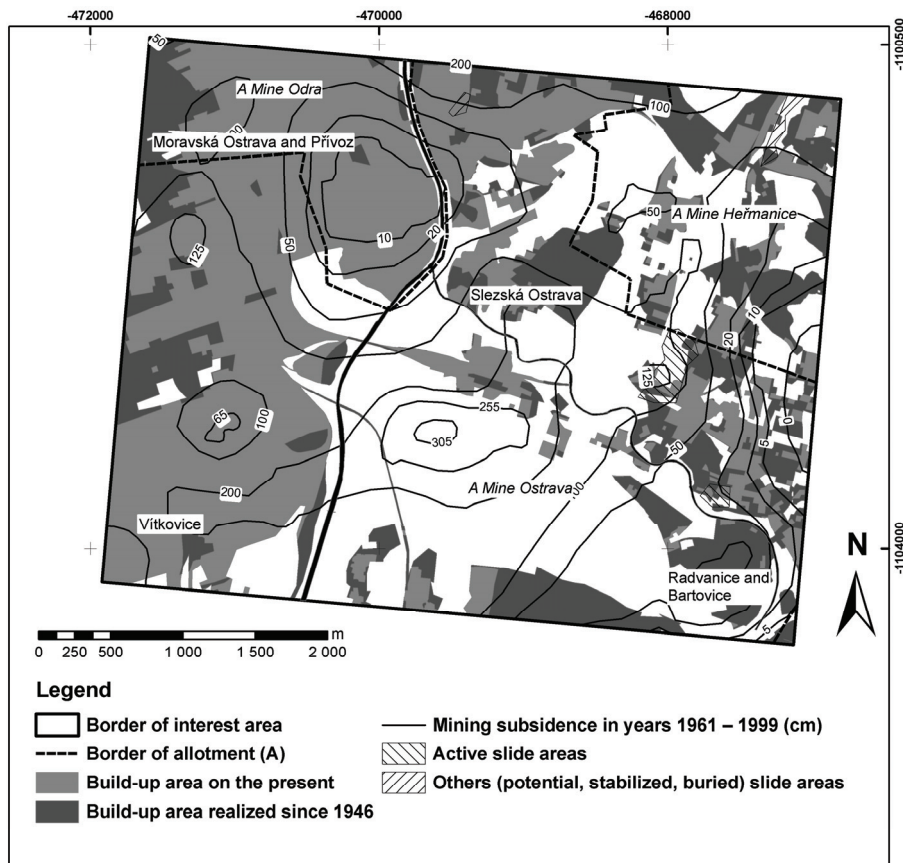 -472000
-470000
-468000
-1100500
50
200
A Mine Odra
100
Moravská Ostrava and Přívoz
50
A Mine Heřmanice
125
50
10
20
Slezská Ostrava
10
20
125
65
100
255
305
0
5
50
200
A Mine Ostrava
Vítkovice
-1104000
N
Radvanice and
Bartovice
5
m
0 250 500 1 000 1 500 2 000
Legend
Border of interest area
Border of allotment (A)
Build-up area on the present
Build-up area realized since 1946
Mining subsidence in years 1961 – 1999 (cm)
Active slide areas
Others (potential, stabilized, buried) slide areas